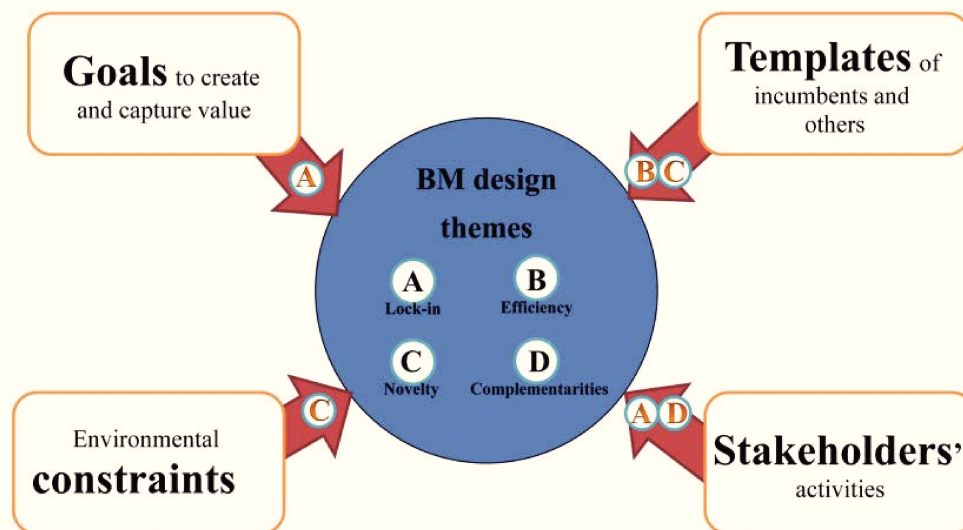 Goals to create
and capture value
Templates of
incumbents and
others
A
B C
BM design
themes
A
Lock-in
B
Efficiency
C
Novelty
D
Complementarities
C
A D
Environmental
constraints
Stakeholders’
activities